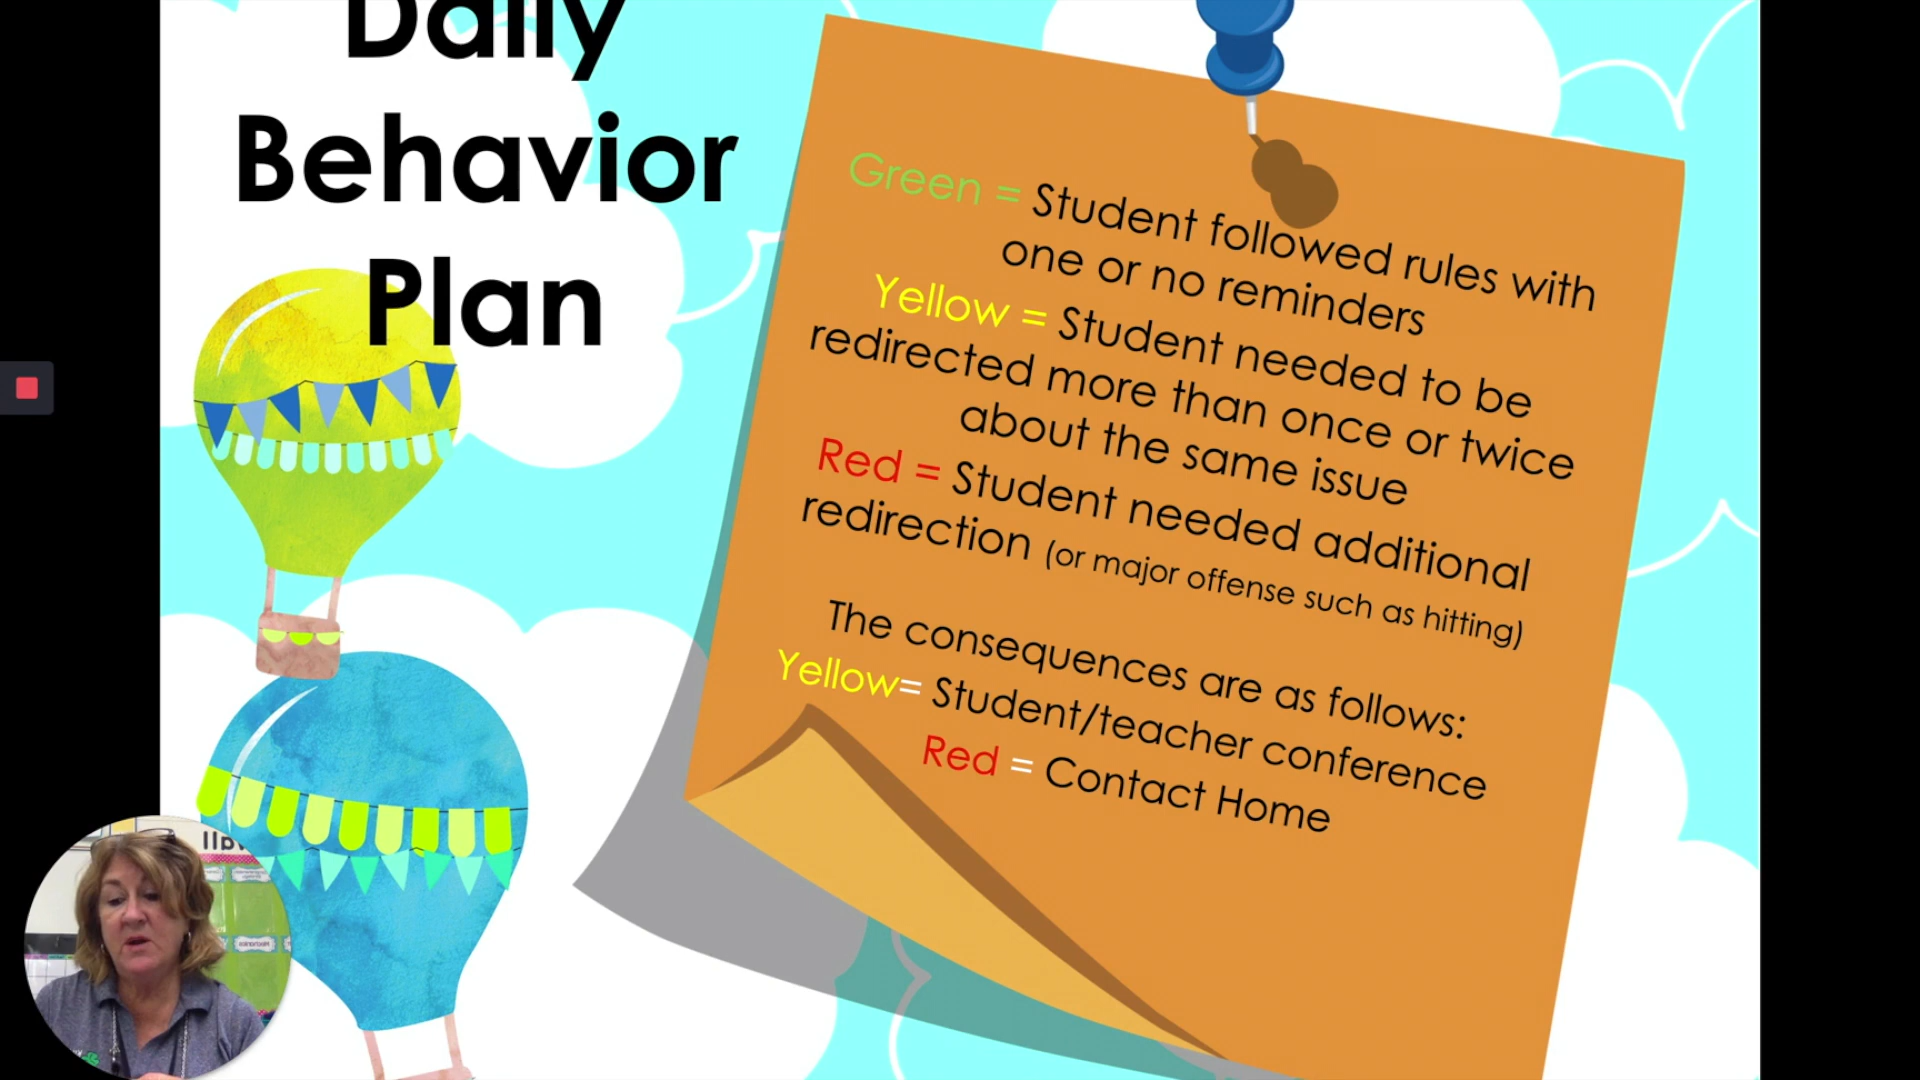 Daily
Behavior
Plan
Green = Student followed rules with
one or no reminders
Yellow = Student needed to be
redirected more than once or twice
about the same issue
Red = Student needed additional
redirection (or major offense such as hitting)
The consequences are as follows:
Yellow= Student/teacher conference
Red = Contact Home